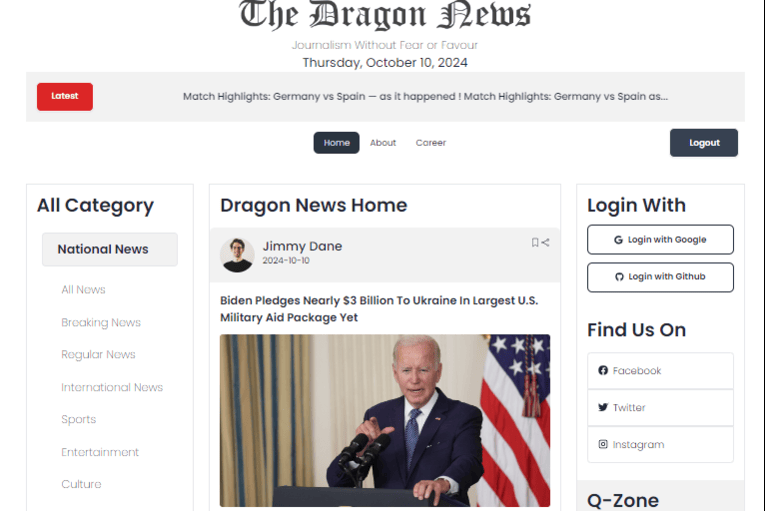 The Dragon News
Journalism Without Fear or Favour
Thursday, October 10, 2024
Latest
Match Highlights: Germany vs Spain — as it happened ! Match Highlights: Germany vs Spain as...
Home
About
Career
Logout
All Category
National News
All News
Breaking News
Regular News
International News
Sports
Entertainment
Culture
Dragon News Home
Jimmy Dane
2024-10-10
Biden Pledges Nearly $3 Billion To Ukraine In Largest U.S.
Military Aid Package Yet
Login With
Login with Google
Login with Github
Find Us On
Facebook
Twitter
Instagram
Q-Zone